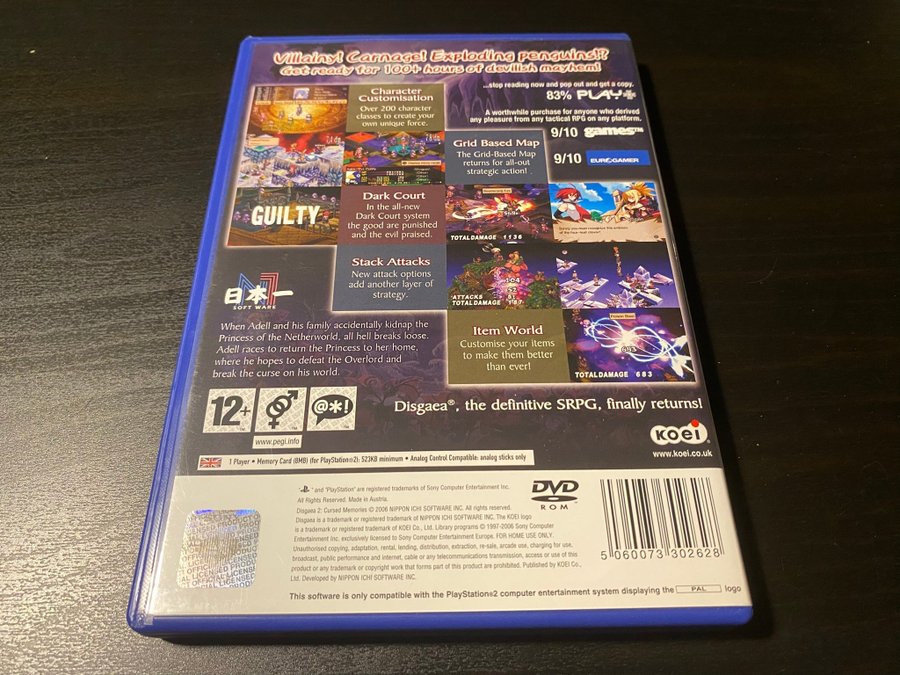 Villainy! Carnage! Exploding penguins!?
Get ready for 100+ hours of devilish mayhem!
Character
Customisation
Over 200 character
classes to create your
own unique force.
...stop reading now and pop out and get a copy.
83% PLAY
A worthwhile purchase for anyone who derived
any pleasure from any tactical RPG on any platform.
9/10 games™
9/10 EUROGAMER
Grid Based Map
The Grid-Based Map
returns for all-out
strategic action!
GUILTY
Dark Court
In the all-new
Dark Court system
the good are punished
and the evil praised.
TOTAL DAMAGE 1136
Stack Attacks
New attack options
add another layer of
strategy.
ATTACKS
TOTAL DAMAGE 187
日本一
SOFTWARE
Item World
Customise your items
to make them better
than ever!
683
TOTAL DAMAGE 683
When Adell and his family accidentally kidnap the
Princess of the Netherworld, all hell breaks loose.
Adell races to return the Princess to her home,
where he hopes to defeat the Overlord and
break the curse on his world.
12+
@*!
www.pegi.info
Disgaea®, the definitive SRPG, finally returns!
KOEI
www.koei.co.uk
1 Player • Memory Card (8MB) (for PlayStation®2): 523KB minimum • Analog Control Compatible: analog sticks only
" and "PlayStation" are registered trademarks of Sony Computer Entertainment Inc.
All Rights Reserved. Made in Austria.
Disgaea 2: Cursed Memories © 2006 NIPPON ICHI SOFTWARE INC. All rights reserved.
Disgaea is a trademark or registered trademark of NIPPON ICHI SOFTWARE INC. The KOEI logo
is a trademark or registered trademark of KOEI Co., Ltd. Library programs © 1997-2006 Sony Computer
Entertainment Inc. exclusively licensed to Sony Computer Entertainment Europe. FOR HOME USE ONLY.
Unauthorised copying, adaptation, rental, lending, distribution, extraction, re-sale, arcade use, charging for use,
broadcast, public performance and internet, cable or any telecommunications transmission, access or use of this
product or any trademark or copyright work that forms part of this product are prohibited. Published by KOEI Co.,
Ltd. Developed by NIPPON ICHI SOFTWARE INC.
DVD
ROM
5 060073 302628
This software is only compatible with the PlayStation®2 computer entertainment system displaying the PAL logo